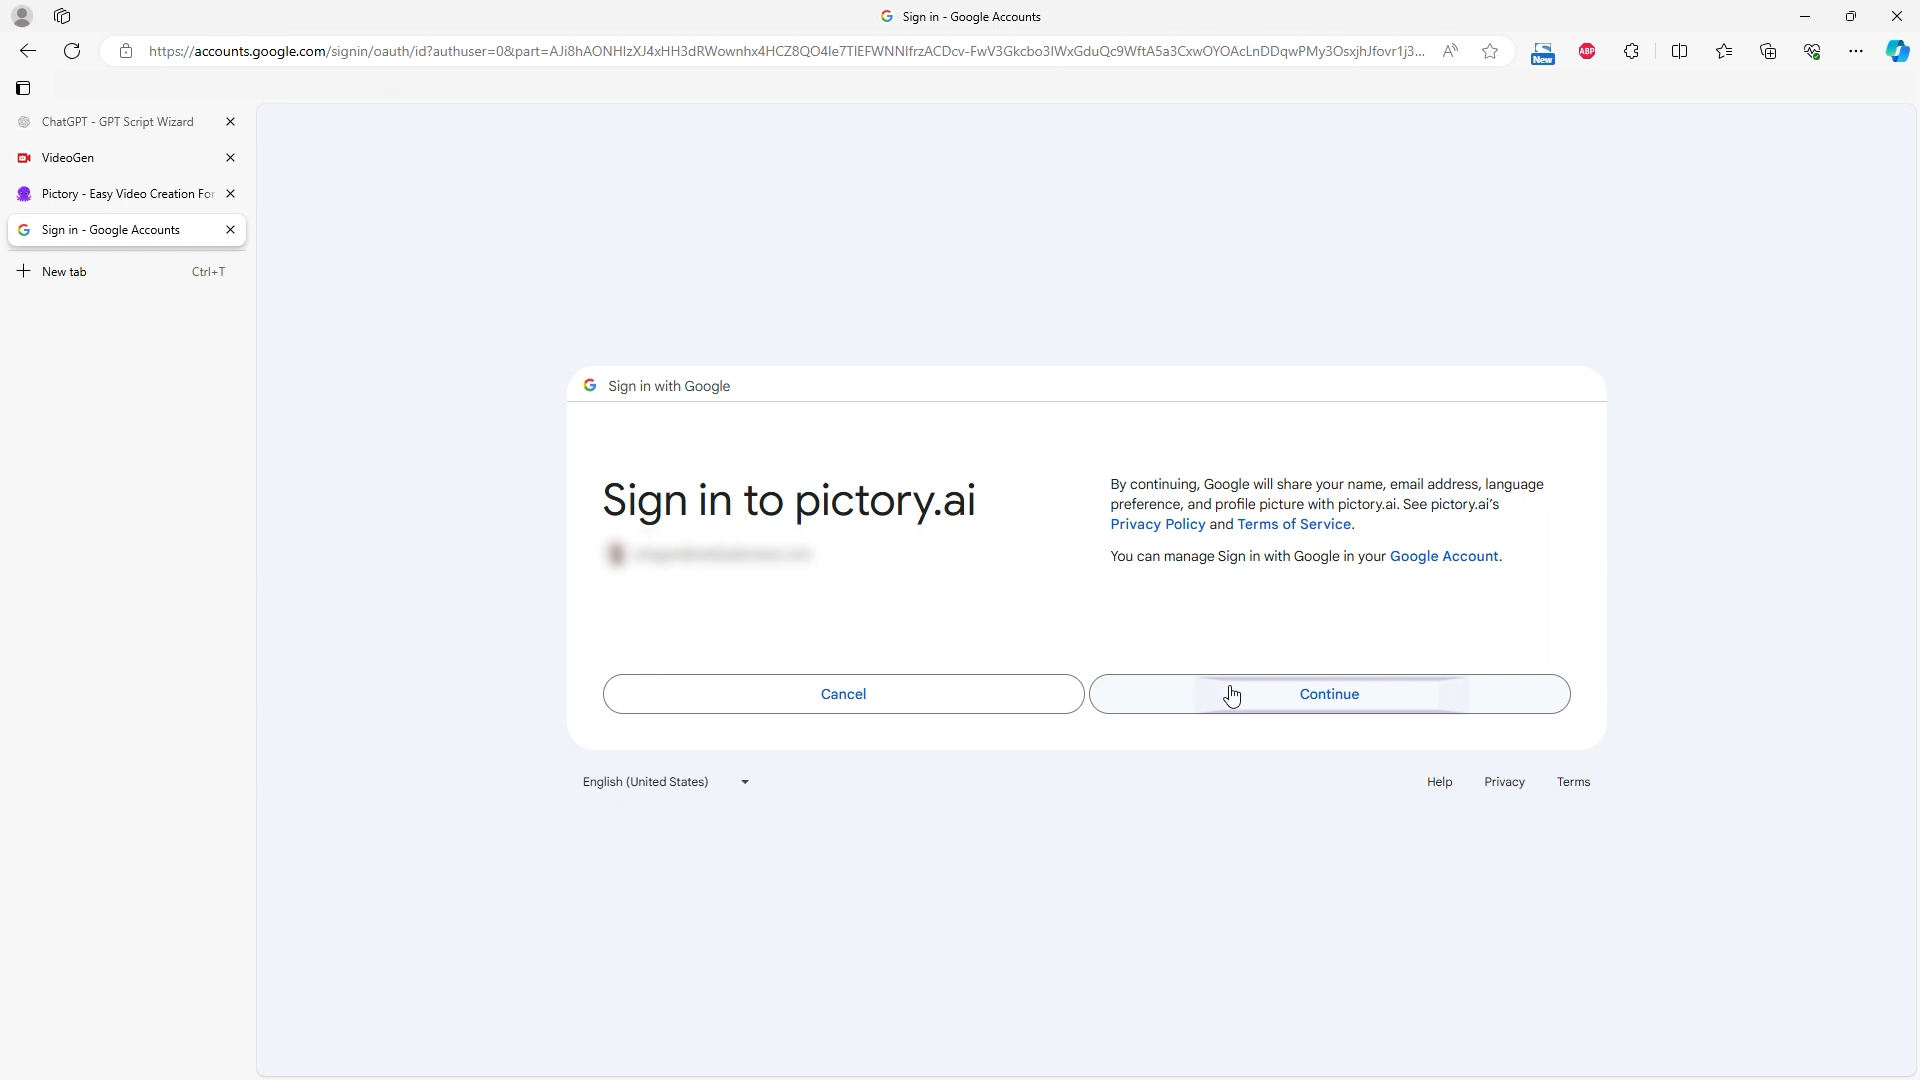 Sign in - Google Accounts
https://accounts.google.com/signin/oauth/id?authuser=0&part=AJi8hAONHIzXJ4xHH3dRWownhx4HCZ8QO4Ie7TIEFWNNIfrzACDcv-FwV3Gkcbo3IWxGduQc9WftA5a3CxwOYOAcLnDDqwPMy3OsxjhJfovr1j3...
New
ABP
ChatGPT - GPT Script Wizard
VideoGen
Pictory - Easy Video Creation For
Sign in - Google Accounts
New tab Ctrl+T
Sign in with Google
Sign in to pictory.ai
By continuing, Google will share your name, email address, language
preference, and profile picture with pictory.ai. See pictory.ai's
Privacy Policy and Terms of Service.
You can manage Sign in with Google in your Google Account.
Cancel
Continue
English (United States)
Help
Privacy
Terms